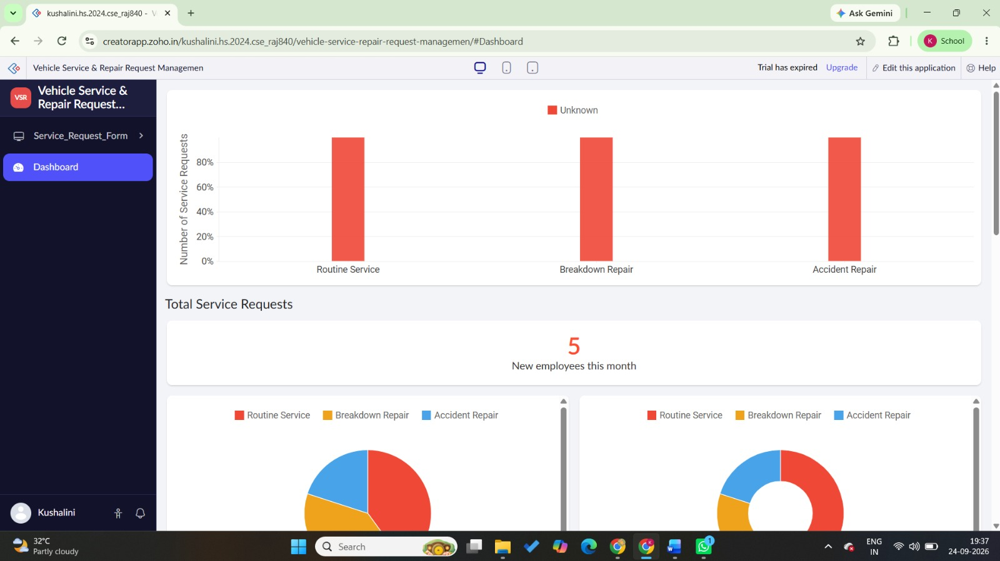 kushalini.hs.2024.cse_raj840 - V
Ask Gemini
creatorapp.zoho.in/kushalini.hs.2024.cse_raj840/vehicle-service-repair-request-managemen/#Dashboard
K School
Vehicle Service & Repair Request Managemen
Trial has expired Upgrade Edit this application Help
VSR
Vehicle Service &
Repair Request...
Service_Request_Form
Dashboard
Unknown
Number of Service Requests
80%
60%
40%
20%
0%
Routine Service Breakdown Repair Accident Repair
Total Service Requests
5
New employees this month
Routine Service Breakdown Repair Accident Repair
Routine Service Breakdown Repair Accident Repair
Kushalini
32°C
Partly cloudy
Search
K
W
1
ENG
IN
19:37
24-09-2026